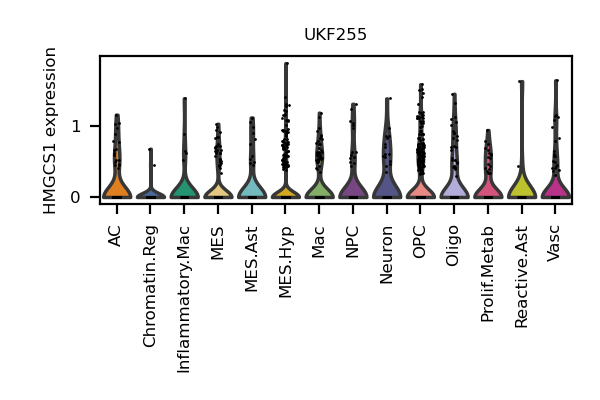 UKF255
HMGCS1 expression
1
0
AC
Chromatin.Reg
Inflammatory.Mac
MES
MES.Ast
MES.Hyp
Mac
NPC
Neuron
OPC
Oligo
Prolif.Metab
Reactive.Ast
Vasc